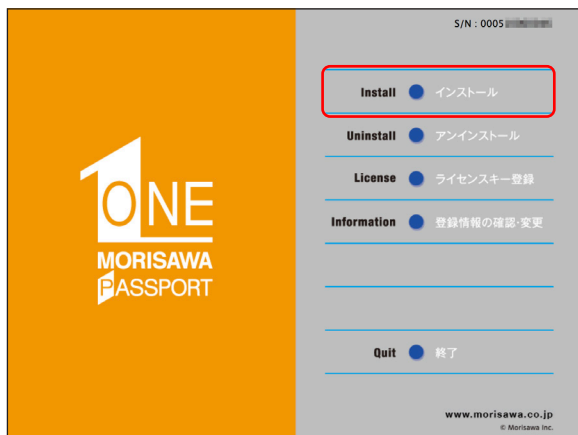 S/N : 0005
Install インストール
Uninstall アンインストール
License ライセンスキー登録
Information 登録情報の確認・変更
Quit 終了
1 ONE
MORISAWA
PASSPORT
www.morisawa.co.jp
© Morisawa Inc.